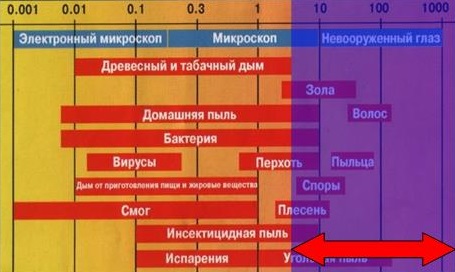 0.001 0.01 0.1 0.3 1 10 100 1000
Электронный микроскоп Микроскоп Невооруженный глаз
Древесный и табачный дым
Зола
Домашняя пыль Волос
Бактерия
Вирусы Перхоть Пыльца
Дым от приготовления пищи и жировые вещества Споры
Смог Плесень
Инсектицидная пыль
Испарения Угольная пыль